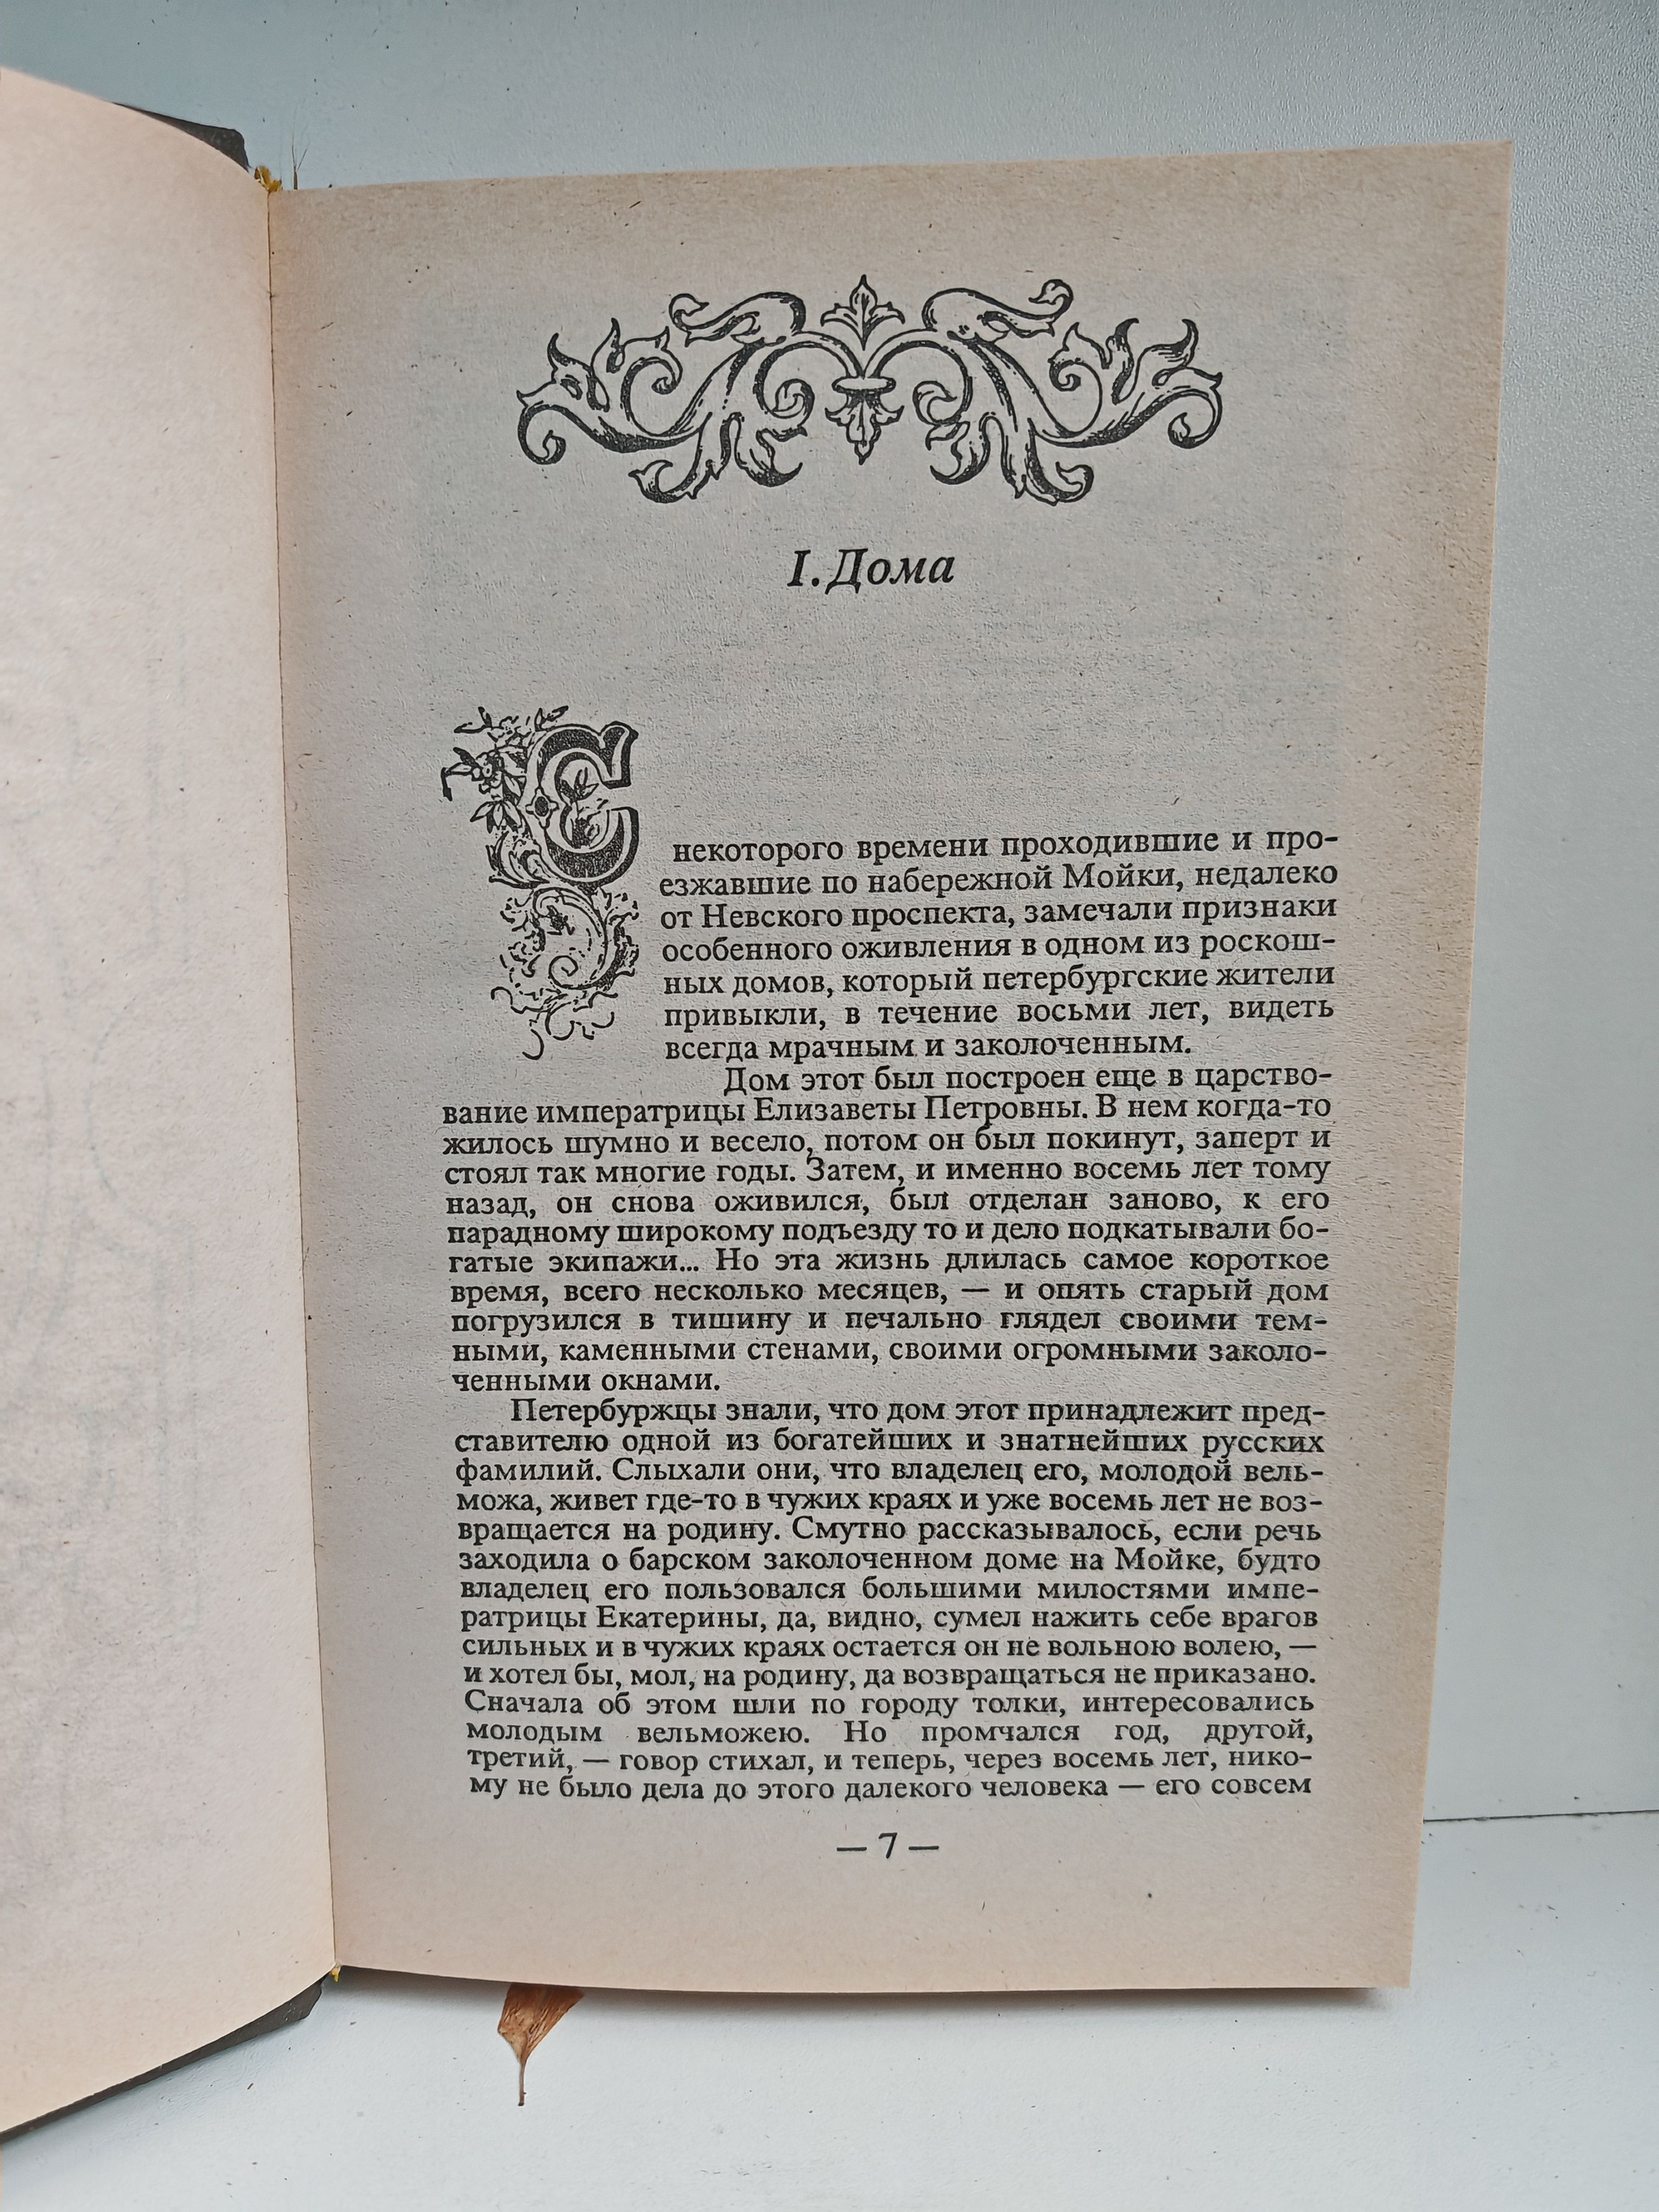 I. Дома
С некоторого времени проходившие и про-
езжавшие по набережной Мойки, недалеко
от Невского проспекта, замечали признаки
особенного оживления в одном из роскош-
ных домов, который петербургские жители
привыкли, в течение восьми лет, видеть
всегда мрачным и заколоченным.
Дом этот был построен еще в царство-
вание императрицы Елизаветы Петровны. В нем когда-то
жилось шумно и весело, потом он был покинут, заперт и
стоял так многие годы. Затем, и именно восемь лет тому
назад, он снова оживился, был отделан заново, к его
парадному широкому подъезду то и дело подкатывали бо-
гатые экипажи... Но эта жизнь длилась самое короткое
время, всего несколько месяцев, — и опять старый дом
погрузился в тишину и печально глядел своими тем-
ными, каменными стенами, своими огромными заколо-
ченными окнами.
Петербуржцы знали, что дом этот принадлежит пред-
ставителю одной из богатейших и знатнейших русских
фамилий. Слыхали они, что владелец его, молодой вель-
можа, живет где-то в чужих краях и уже восемь лет не воз-
вращается на родину. Смутно рассказывалось, если речь
заходила о барском заколоченном доме на Мойке, будто
владелец его пользовался большими милостями импе-
ратрицы Екатерины, да, видно, сумел нажить себе врагов
сильных и в чужих краях остается он не вольною волею, —
и хотел бы, мол, на родину, да возвращаться не приказано.
Сначала об этом шли по городу толки, интересовались
молодым вельможею. Но промчался год, другой,
третий, — говор стихал, и теперь, через восемь лет, нико-
му не было дела до этого далекого человека — его совсем
— 7 —